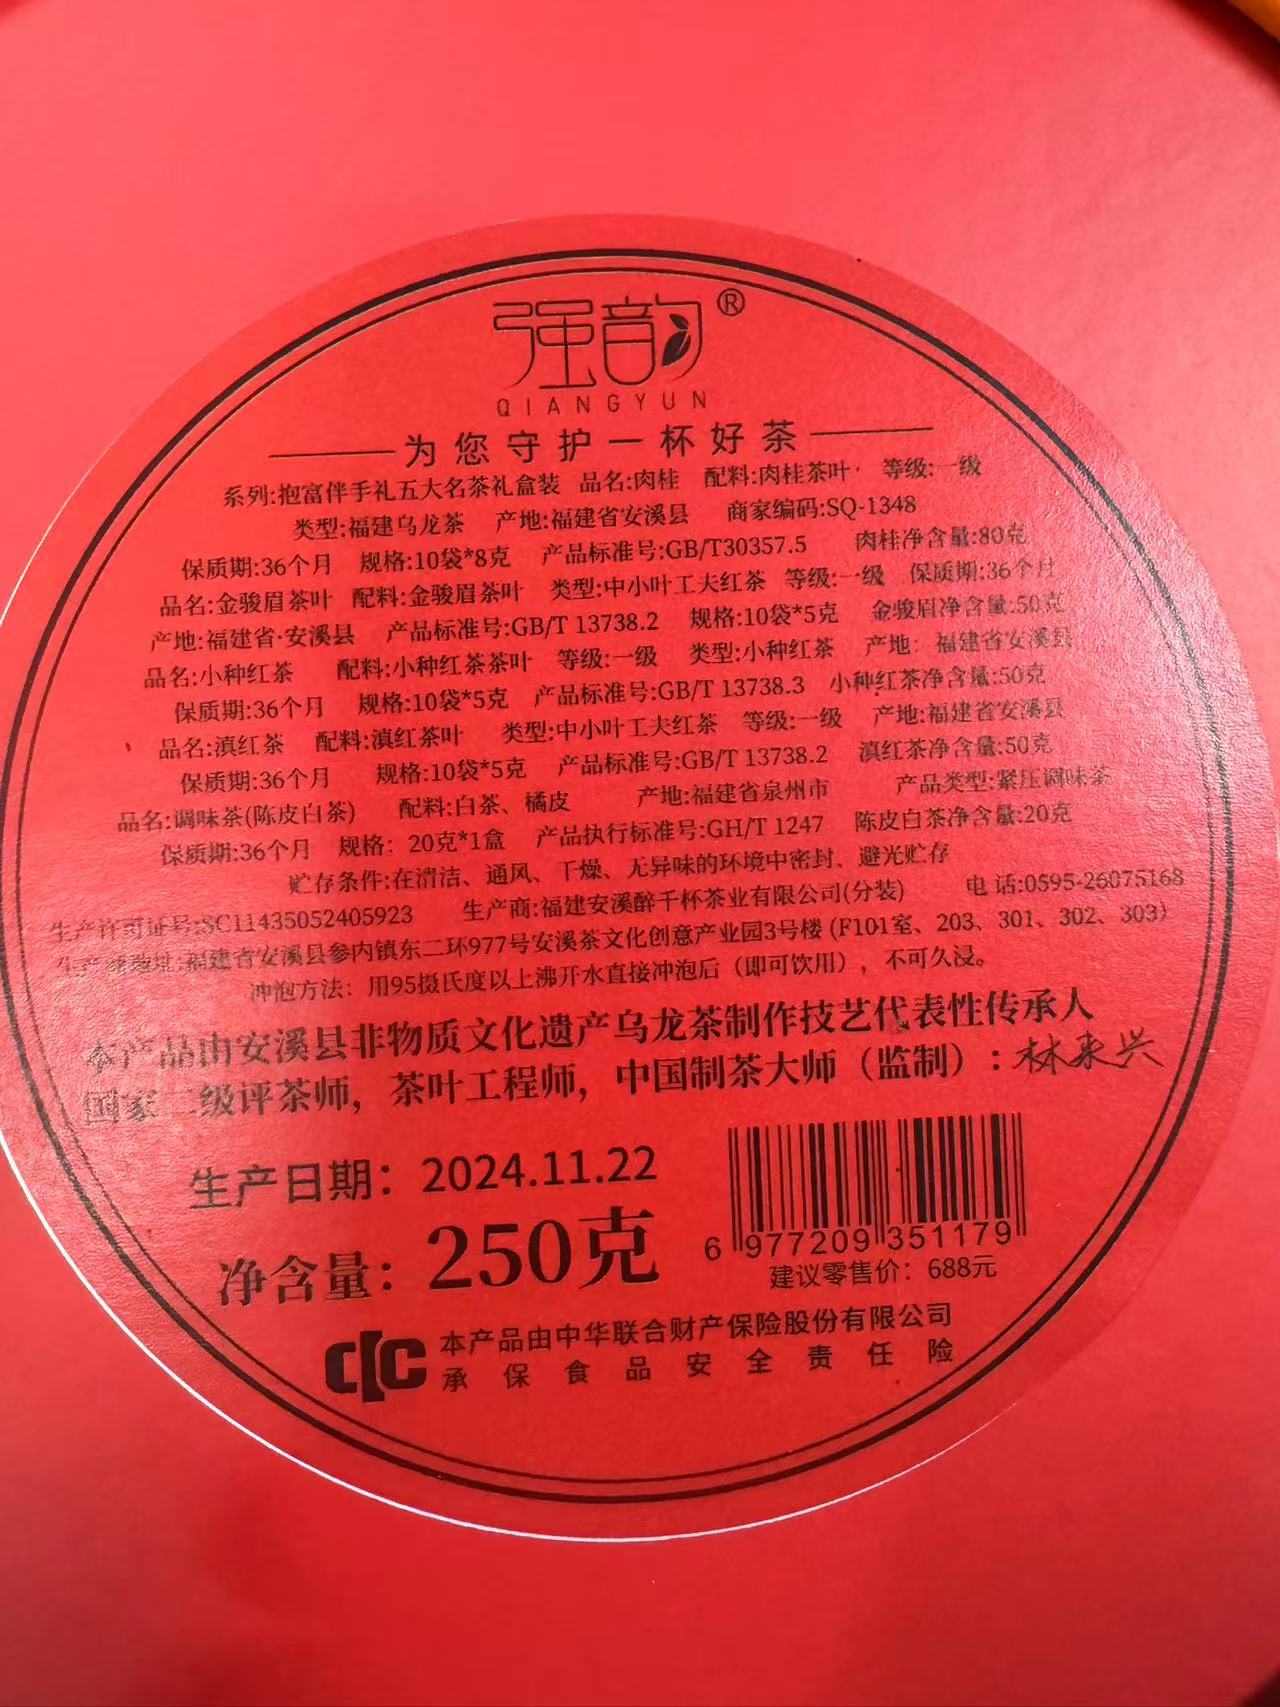 强韵®
QIANGYUN
为您守护一杯好茶
系列:抱富伴手礼五大名茶礼盒装 品名:肉桂 配料:肉桂茶叶· 等级:一级
类型:福建乌龙茶 产地:福建省安溪县 商家编码:SQ-1348
保质期:36个月 规格:10袋*8克 产品标准号:GB/T30357.5 肉桂净含量:80克
品名:金骏眉茶叶 配料:金骏眉茶叶 类型:中小叶工夫红茶 等级:一级 保质期:36个月
产地:福建省·安溪县 产品标准号:GB/T 13738.2 规格:10袋*5克 金骏眉净含量:50克
品名:小种红茶 配料:小种红茶茶叶 等级:一级 类型:小种红茶 产地: 福建省安溪县
保质期:36个月 规格:10袋*5克 产品标准号:GB/T 13738.3 小种红茶净含量:50克
品名:滇红茶 配料:滇红茶叶 类型:中小叶工夫红茶 等级:一级 产地:福建省安溪县
保质期:36个月 规格:10袋*5克 产品标准号:GB/T 13738.2 滇红茶净含量:50克
品名:调味茶(陈皮白茶) 配料:白茶、橘皮 产地:福建省泉州市 产品类型:紧压调味茶
保质期:36个月 规格: 20克*1盒 产品执行标准号:GH/T 1247 陈皮白茶净含量:20克
贮存条件:在清洁、通风、干燥、无异味的环境中密封、避光贮存
生产许可证号:SC11435052405923 生产商:福建安溪醉千杯茶业有限公司(分装) 电 话:0595-26075168
生产商地址:福建省安溪县参内镇东二环977号安溪茶文化创意产业园3号楼 (F101室、203、301、302、303)
冲泡方法: 用95摄氏度以上沸开水直接冲泡后（即可饮用），不可久浸。
本产品由安溪县非物质文化遗产乌龙茶制作技艺代表性传承人
国家二级评茶师，茶叶工程师，中国制茶大师（监制）: 林来兴
生产日期： 2024.11.22
净含量： 250克
6 977209 351179
建议零售价：688元
CIC 本产品由中华联合财产保险股份有限公司
承保食品安全责任险